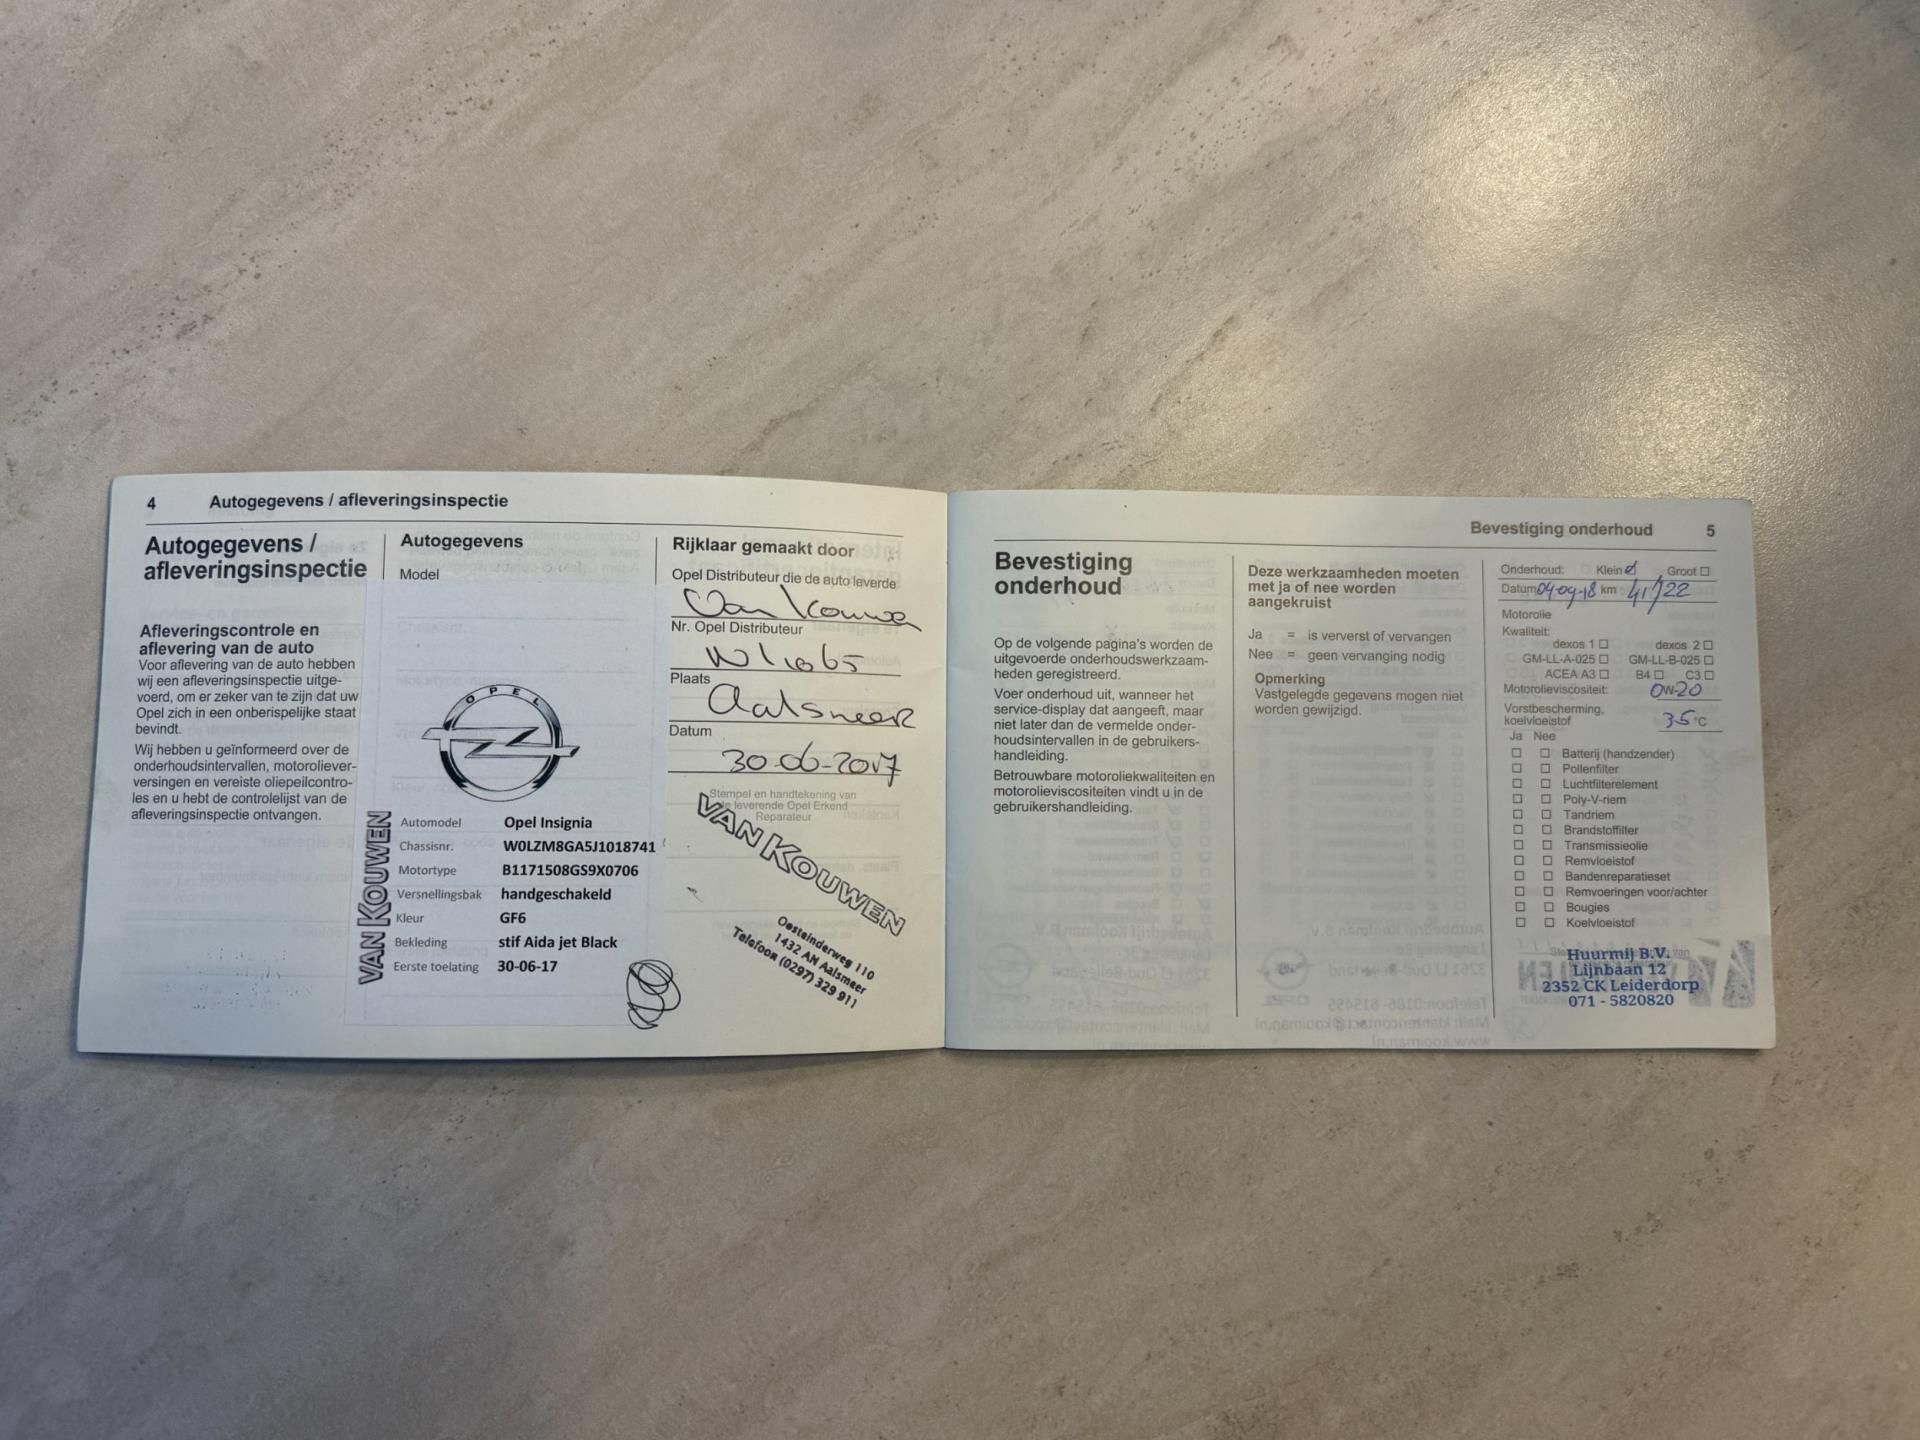 4 Autogegevens / afleveringsinspectie
Autogegevens /
afleveringsinspectie
Afleveringscontrole en
aflevering van de auto
Voor aflevering van de auto hebben
wij een afleveringsinspectie uitge-
voerd, om er zeker van te zijn dat uw
Opel zich in een onberispelijke staat
bevindt.
Wij hebben u geïnformeerd over de
onderhoudsintervallen, motoroliever-
versingen en vereiste oliepeilcontro-
les en u hebt de controlelijst van de
afleveringsinspectie ontvangen.
Autogegevens
Model
OPEL
VAN KOUWEN
Automodel Opel Insignia
Chassisnr. W0LZM8GA5J1018741
Motortype B1171508GS9X0706
Versnellingsbak handgeschakeld
Kleur GF6
Bekleding stif Aida jet Black
Eerste toelating 30-06-17
Rijklaar gemaakt door
Opel Distributeur die de auto leverde
Van Kouwen
Nr. Opel Distributeur
Plaats
Aalsmeer
Datum
30-06-2017
Stempel en handtekening van
de leverende Opel Erkend
Reparateur
VAN KOUWEN
Oosteinderweg 110
1432 AN Aalsmeer
Telefoon (0297) 329 911
Bevestiging onderhoud 5
Bevestiging
onderhoud
Op de volgende pagina's worden de
uitgevoerde onderhoudswerkzaam-
heden geregistreerd.
Voer onderhoud uit, wanneer het
service-display dat aangeeft, maar
niet later dan de vermelde onder-
houdsintervallen in de gebruikers-
handleiding.
Betrouwbare motoroliekwaliteiten en
motorolieviscositeiten vindt u in de
gebruikershandleiding.
Deze werkzaamheden moeten
met ja of nee worden
aangekruist
Ja = is ververst of vervangen
Nee = geen vervanging nodig
Opmerking
Vastgelegde gegevens mogen niet
worden gewijzigd.
Onderhoud: Klein Groot
Datum 04-09-18 km 41722
Motorolie
Kwaliteit:
dexos 1 dexos 2
GM-LL-A-025 GM-LL-B-025
ACEA A3 B4 C3
Motorolieviscositeit: 0W-20
Vorstbescherming,
koelvloeistof 35 °C
Ja Nee
Batterij (handzender)
Pollenfilter
Luchtfilterelement
Poly-V-riem
Tandriem
Brandstoffilter
Transmissieolie
Remvloeistof
Bandenreparatieset
Remvoeringen voor/achter
Bougies
Koelvloeistof
Huurmij B.V.
Lijnbaan 12
2352 CK Leiderdorp
071 - 5820820